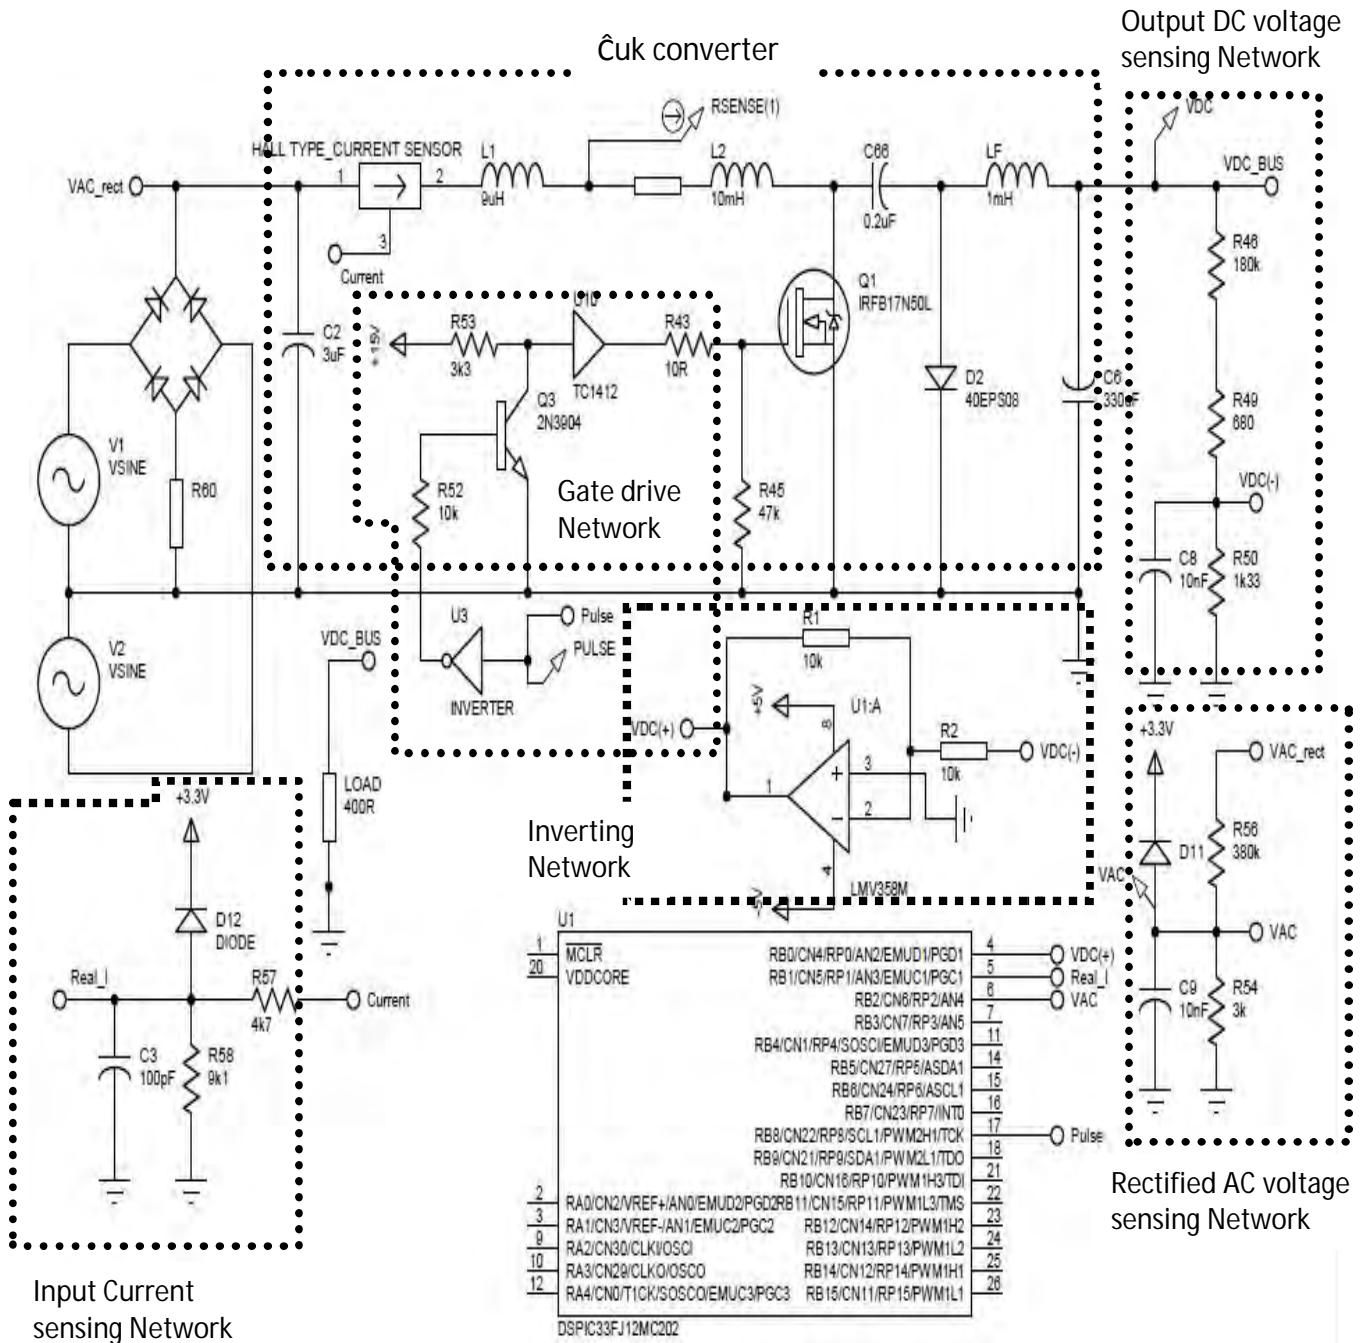 Output DC voltage
sensing Network
Ĉuk converter
VDC
RSENSE(1)
HALL TYPE_CURRENT SENSOR
L1
L2
C66
LF
VDC_BUS
VAC_rect
1
2
9uH
10mH
0.2uF
1mH
3
Current
R46
180k
Q1
IRFB17N50L
U10
R53
R43
+15V
3k3
10R
TC1412
C2
3uF
D2
40EPS08
C6
330uF
R49
680
Q3
2N3904
V1
VSINE
R60
R52
10k
Gate drive
Network
R45
47k
VDC(-)
C8
10nF
R50
1k33
U3
Pulse
PULSE
INVERTER
VDC_BUS
V2
VSINE
R1
10k
+5V
8
U1:A
R2
10k
VDC(+)
VDC(-)
1
3
2
4
-5V
LMV358M
Inverting
Network
+3.3V
VAC_rect
R56
380k
D11
VAC
VAC
C9
10nF
R54
3k
Rectified AC voltage
sensing Network
+3.3V
LOAD
400R
D12
DIODE
Real_I
R57
4k7
Current
C3
100pF
R58
9k1
Input Current
sensing Network
U1
1 MCLR
20 VDDCORE
RB0/CN4/RP0/AN2/EMUD1/PGD1 4 VDC(+)
RB1/CN5/RP1/AN3/EMUC1/PGC1 5 Real_I
RB2/CN6/RP2/AN4 6 VAC
RB3/CN7/RP3/AN5 7
RB4/CN1/RP4/SOSCI/EMUD3/PGD3 11
RB5/CN27/RP5/ASDA1 14
RB6/CN24/RP6/ASCL1 15
RB7/CN23/RP7/INT0 16
RB8/CN22/RP8/SCL1/PWM2H1/TCK 17 Pulse
RB9/CN21/RP9/SDA1/PWM2L1/TDO 18
RB10/CN16/RP10/PWM1H3/TDI 21
2 RA0/CN2/VREF+/AN0/EMUD2/PGD2 RB11/CN15/RP11/PWM1L3/TMS 22
3 RA1/CN3/VREF-/AN1/EMUC2/PGC2 RB12/CN14/RP12/PWM1H2 23
9 RA2/CN30/CLKI/OSCI RB13/CN13/RP13/PWM1L2 24
10 RA3/CN29/CLKO/OSCO RB14/CN12/RP14/PWM1H1 25
12 RA4/CN0/T1CK/SOSCO/EMUC3/PGC3 RB15/CN11/RP15/PWM1L1 26
DSPIC33FJ12MC202